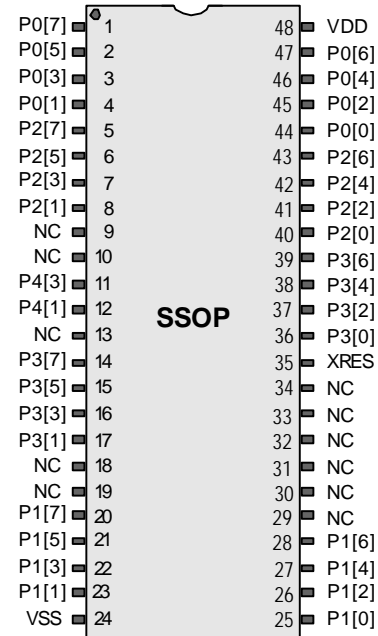 P0[7] 1 48 VDD
P0[5] 2 47 P0[6]
P0[3] 3 46 P0[4]
P0[1] 4 45 P0[2]
P2[7] 5 44 P0[0]
P2[5] 6 43 P2[6]
P2[3] 7 42 P2[4]
P2[1] 8 41 P2[2]
NC 9 40 P2[0]
NC 10 39 P3[6]
P4[3] 11 38 P3[4]
P4[1] 12 37 P3[2]
SSOP
NC 13 36 P3[0]
P3[7] 14 35 XRES
P3[5] 15 34 NC
P3[3] 16 33 NC
P3[1] 17 32 NC
NC 18 31 NC
NC 19 30 NC
P1[7] 20 29 NC
P1[5] 21 28 P1[6]
P1[3] 22 27 P1[4]
P1[1] 23 26 P1[2]
VSS 24 25 P1[0]